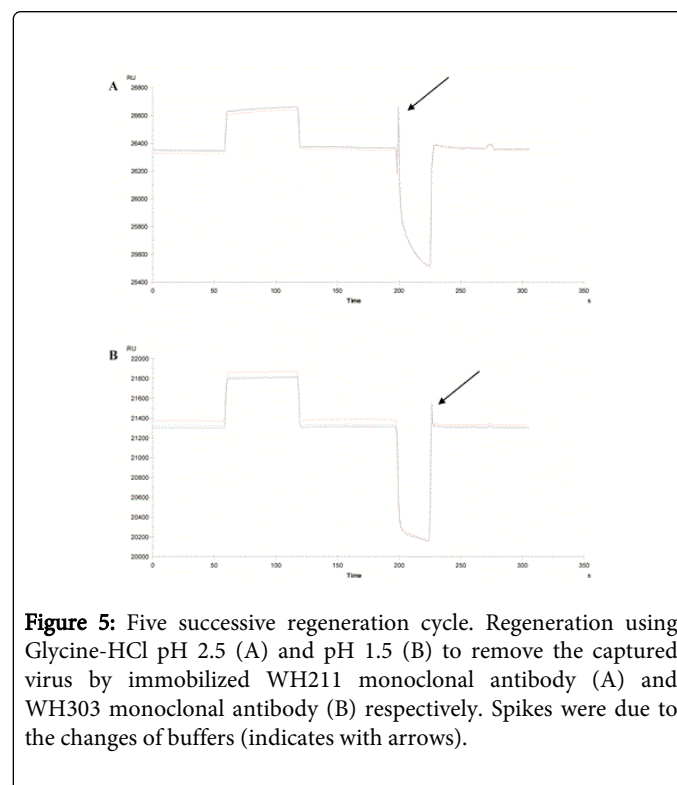 A
RU
26800
26600
26400
26200
26000
25800
25600
25400
0 50 100 150 200 250 300 350
Time
s
B
RU
22000
21800
21600
21400
21200
21000
20800
20600
20400
20200
20000
0 50 100 150 200 250 300 350
Time
s
Figure 5: Five successive regeneration cycle. Regeneration using
Glycine-HCl pH 2.5 (A) and pH 1.5 (B) to remove the captured
virus by immobilized WH211 monoclonal antibody (A) and
WH303 monoclonal antibody (B) respectively. Spikes were due to
the changes of buffers (indicates with arrows).